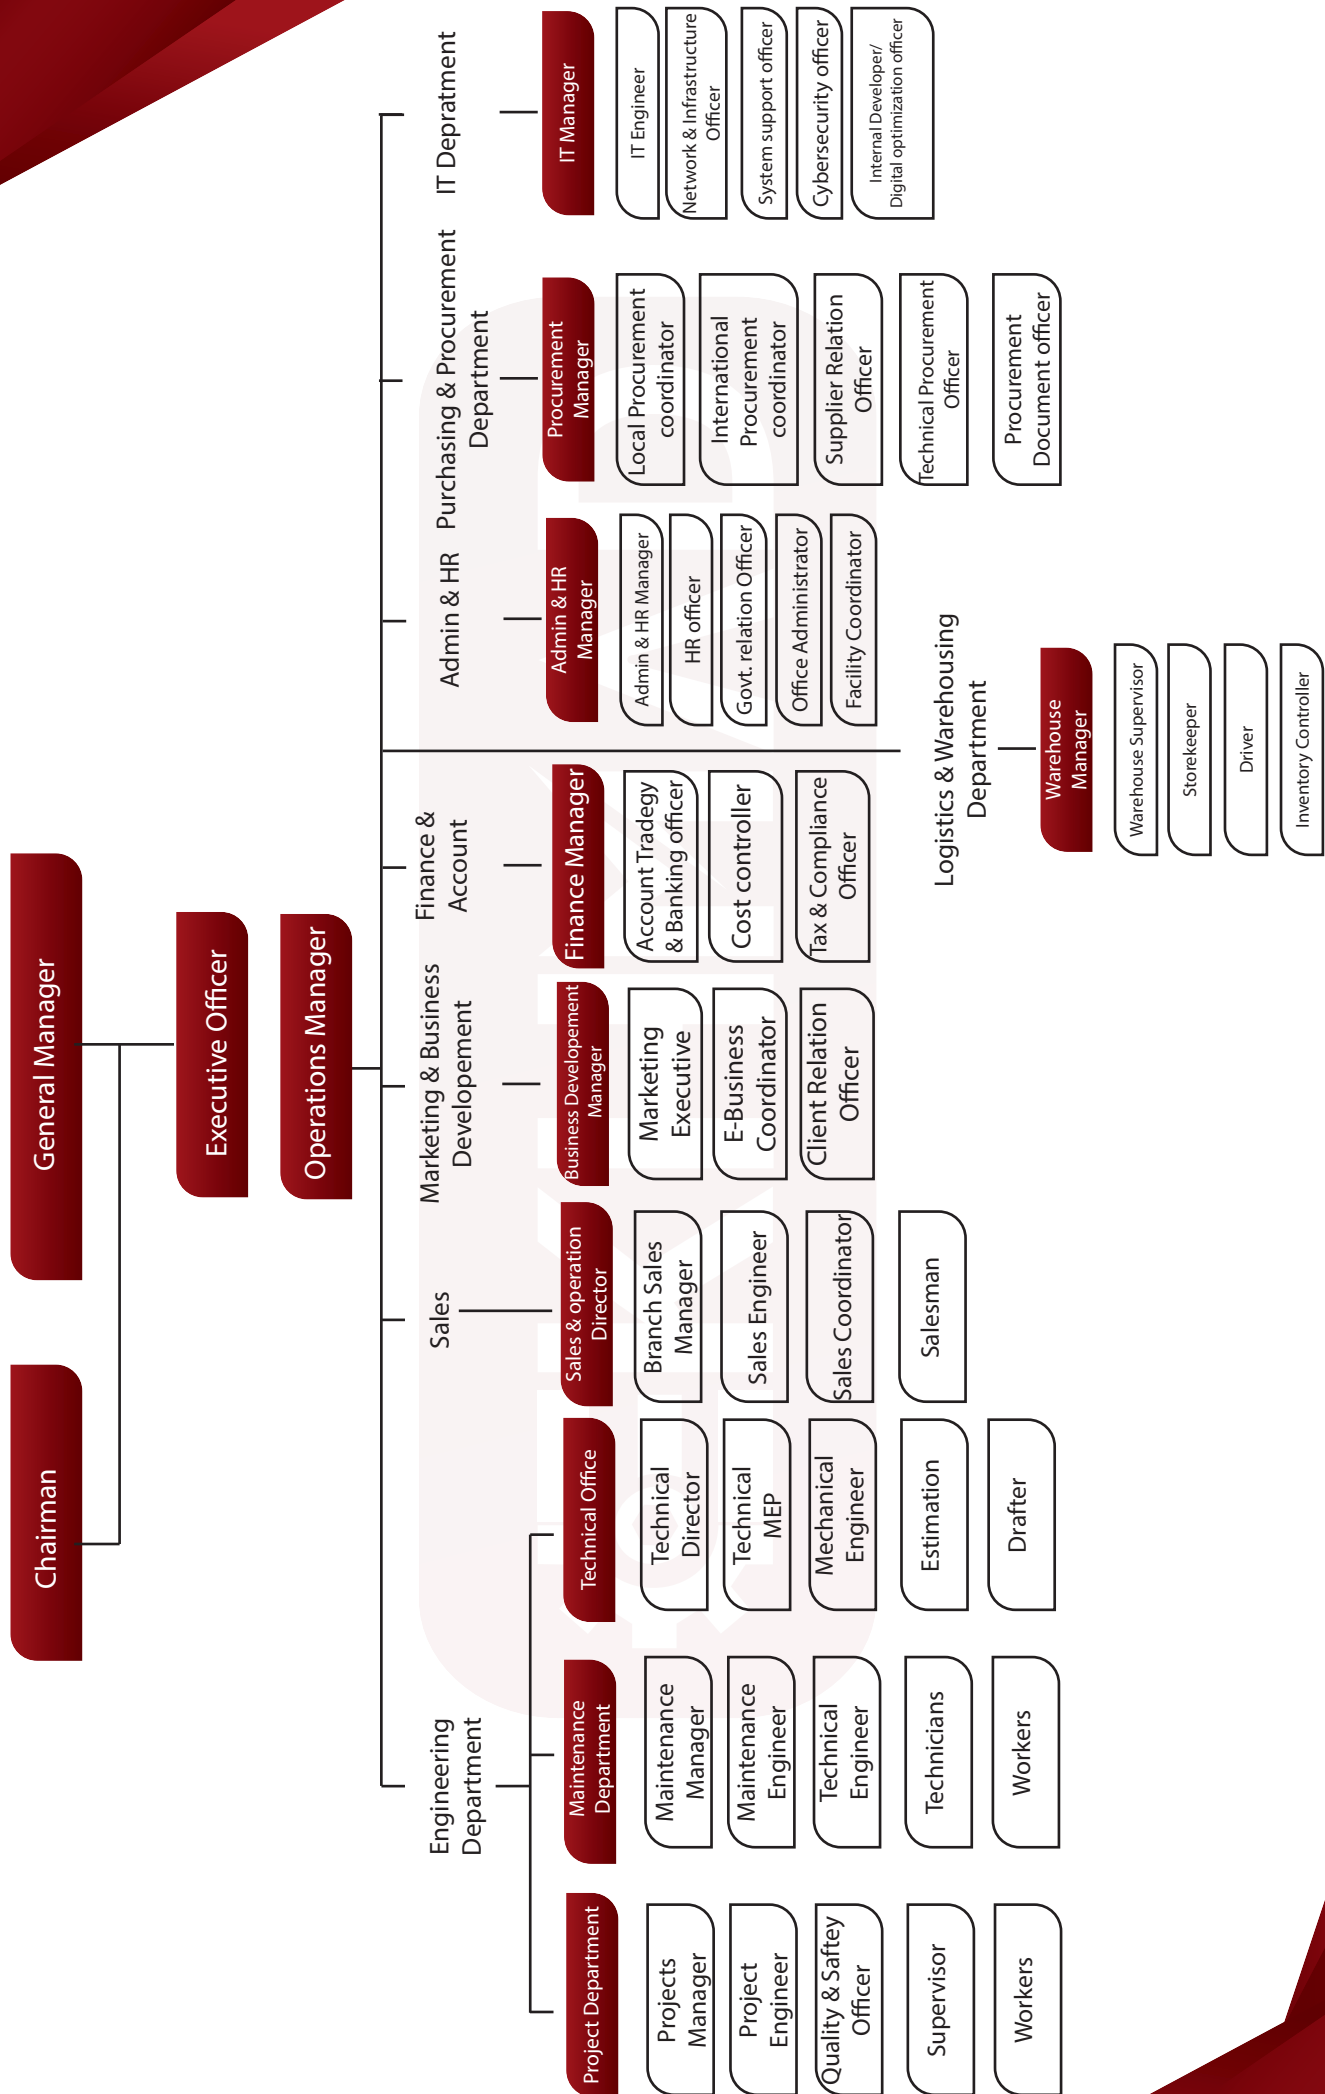 Chairman
General Manager
Executive Officer
Operations Manager
Engineering
Department
Project Department
Projects
Manager
Project
Engineer
Quality & Saftey
Officer
Supervisor
Workers
Maintenance
Department
Maintenance
Manager
Maintenance
Engineer
Technical
Engineer
Technicians
Workers
Technical Office
Technical
Director
Technical
MEP
Mechanical
Engineer
Estimation
Drafter
Sales
Sales & operation
Director
Branch Sales
Manager
Sales Engineer
Sales Coordinator
Salesman
Marketing & Business
Developement
Business Developement
Manager
Marketing
Executive
E-Business
Coordinator
Client Relation
Officer
Finance &
Account
Finance Manager
Account Tradegy
& Banking officer
Cost controller
Tax & Compliance
Officer
Logistics & Warehousing
Department
Warehouse
Manager
Warehouse Supervisor
Storekeeper
Driver
Inventory Controller
Admin & HR
Admin & HR
Manager
Admin & HR Manager
HR officer
Govt. relation Officer
Office Administrator
Facility Coordinator
Purchasing & Procurement
Department
Procurement
Manager
Local Procurement
coordinator
International
Procurement
coordinator
Supplier Relation
Officer
Technical Procurement
Officer
Procurement
Document officer
IT Depratment
IT Manager
IT Engineer
Network & Infrastructure
Officer
System support officer
Cybersecurity officer
Internal Developer/
Digital optimization officer